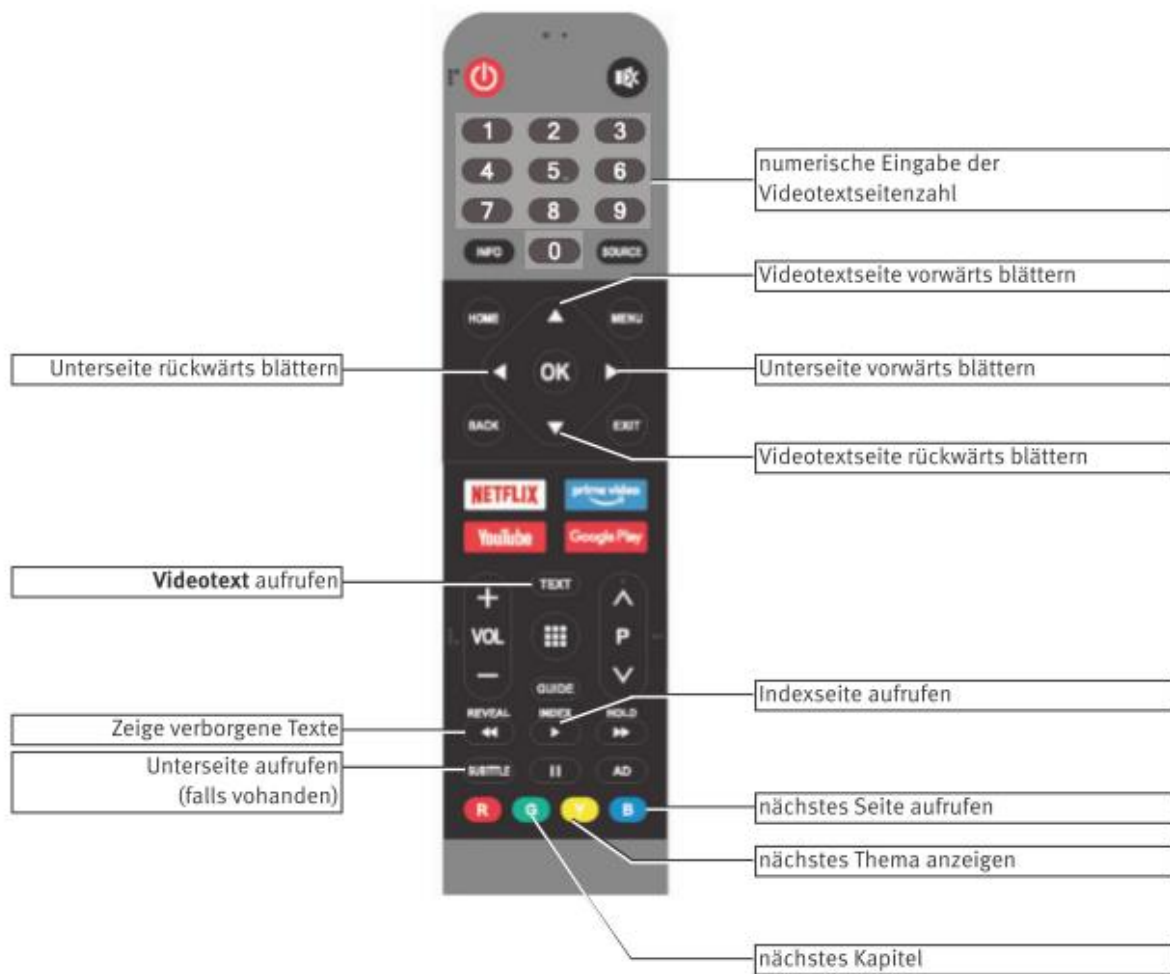 1 2 3
4 5 6
numerische Eingabe der
Videotextseitenzahl
7 8 9
INFO 0 SOURCE
Videotextseite vorwärts blättern
HOME MENU
Unterseite rückwärts blättern
OK
Unterseite vorwärts blättern
BACK EXIT
Videotextseite rückwärts blättern
NETFLIX prime video
YouTube Google Play
Videotext aufrufen
TEXT
VOL P
GUIDE
Indexseite aufrufen
REVEAL INDEX HOLD
Zeige verborgene Texte
Unterseite aufrufen
(falls vohanden)
SUBTITLE AD
R G Y B
nächstes Seite aufrufen
nächstes Thema anzeigen
nächstes Kapitel